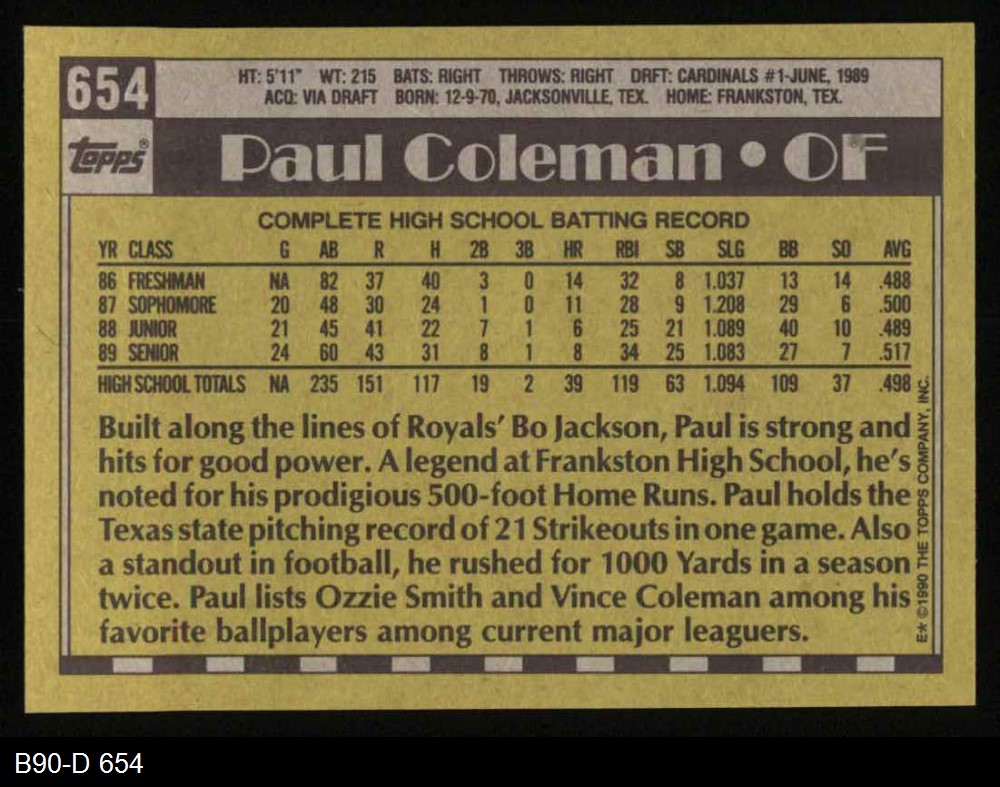 654
HT: 5'11" WT: 215 BATS: RIGHT THROWS: RIGHT DRFT: CARDINALS #1-JUNE, 1989
ACQ: VIA DRAFT BORN: 12-9-70, JACKSONVILLE, TEX. HOME: FRANKSTON, TEX.
topps®
Paul Coleman • OF
COMPLETE HIGH SCHOOL BATTING RECORD
YR CLASS G AB R H 2B 3B HR RBI SB SLG BB SO AVG
86 FRESHMAN NA 82 37 40 3 0 14 32 8 1.037 13 14 .488
87 SOPHOMORE 20 48 30 24 1 0 11 28 9 1.208 29 6 .500
88 JUNIOR 21 45 41 22 7 1 6 25 21 1.089 40 10 .489
89 SENIOR 24 60 43 31 8 1 8 34 25 1.083 27 7 .517
HIGH SCHOOL TOTALS NA 235 151 117 19 2 39 119 63 1.094 109 37 .498
Built along the lines of Royals' Bo Jackson, Paul is strong and
hits for good power. A legend at Frankston High School, he's
noted for his prodigious 500-foot Home Runs. Paul holds the
Texas state pitching record of 21 Strikeouts in one game. Also
a standout in football, he rushed for 1000 Yards in a season
twice. Paul lists Ozzie Smith and Vince Coleman among his
favorite ballplayers among current major leaguers.
E* ©1990 THE TOPPS COMPANY, INC.
B90-D 654